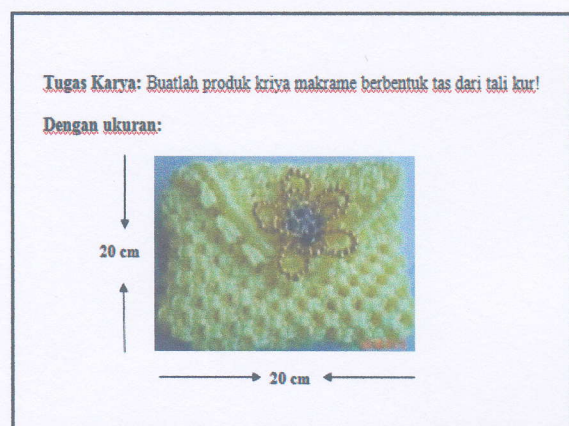 Tugas Karya: Buatlah produk kriya makrame berbentuk tas dari tali kur!
Dengan ukuran:
20 cm
20 cm